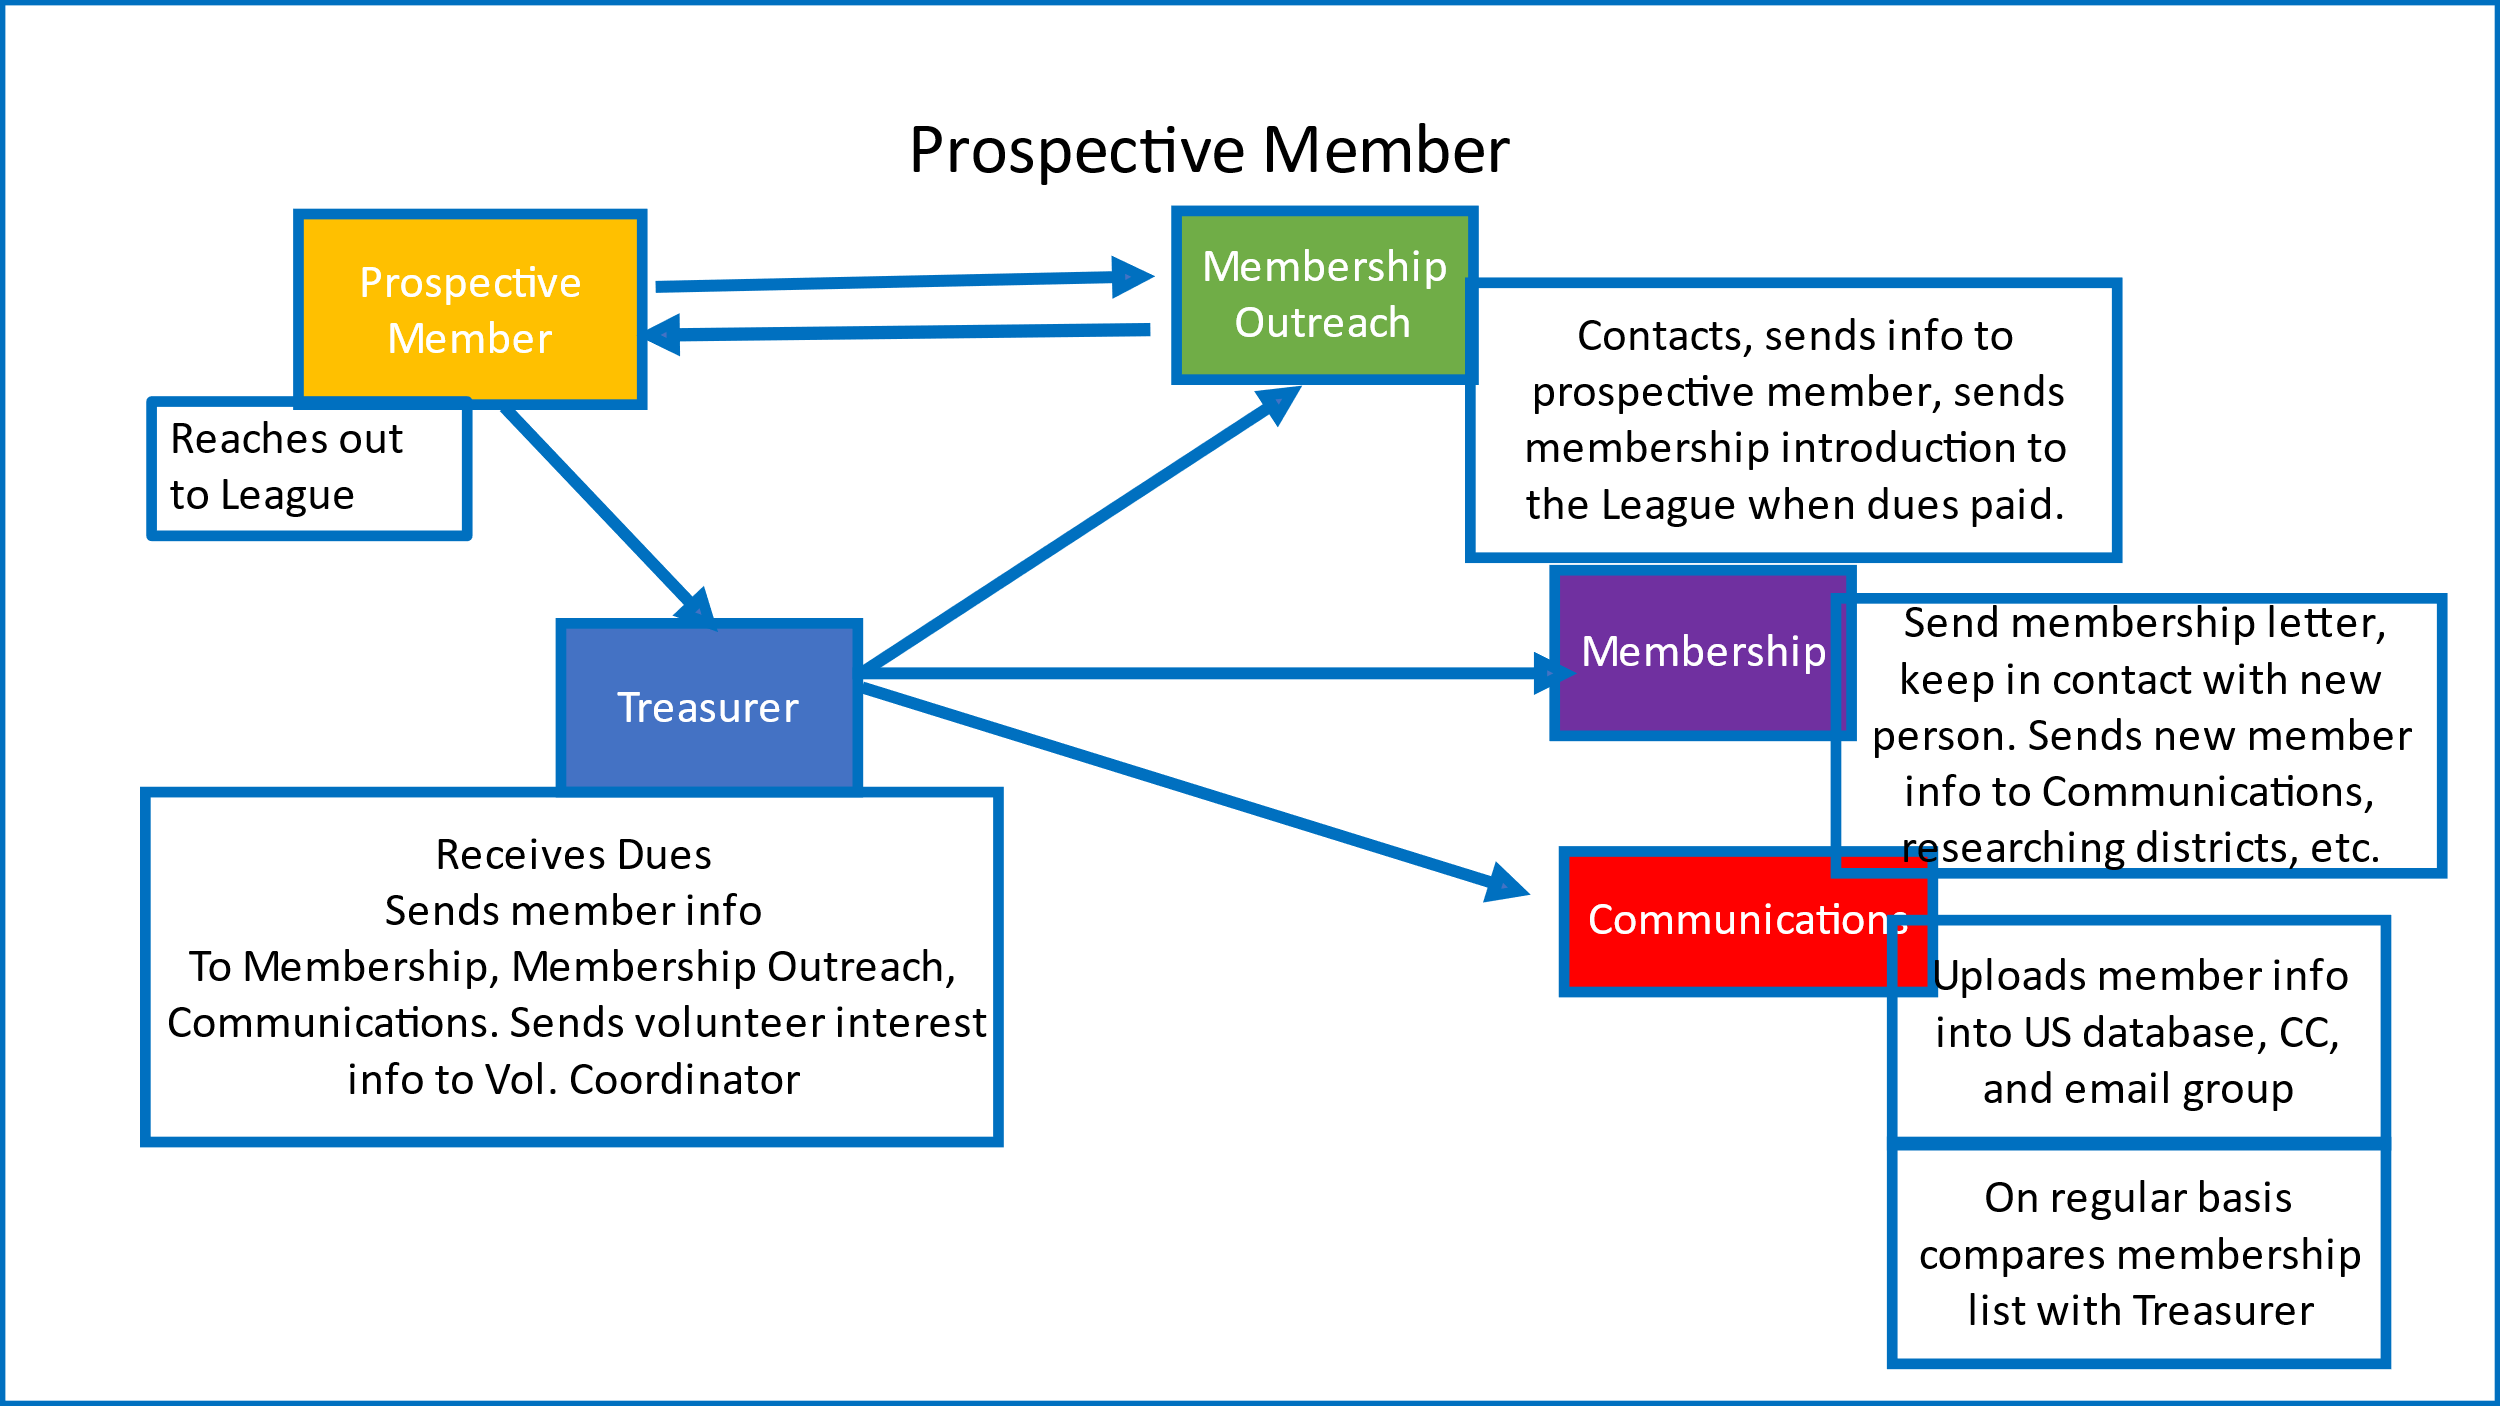 Prospective Member
Prospective
Member
Reaches out
to League
Membership
Outreach
Contacts, sends info to
prospective member, sends
membership introduction to
the League when dues paid.
Treasurer
Receives Dues
Sends member info
To Membership, Membership Outreach,
Communications. Sends volunteer interest
info to Vol. Coordinator
Membership
Send membership letter,
keep in contact with new
person. Sends new member
info to Communications,
researching districts, etc.
Communications
Uploads member info
into US database, CC,
and email group
On regular basis
compares membership
list with Treasurer